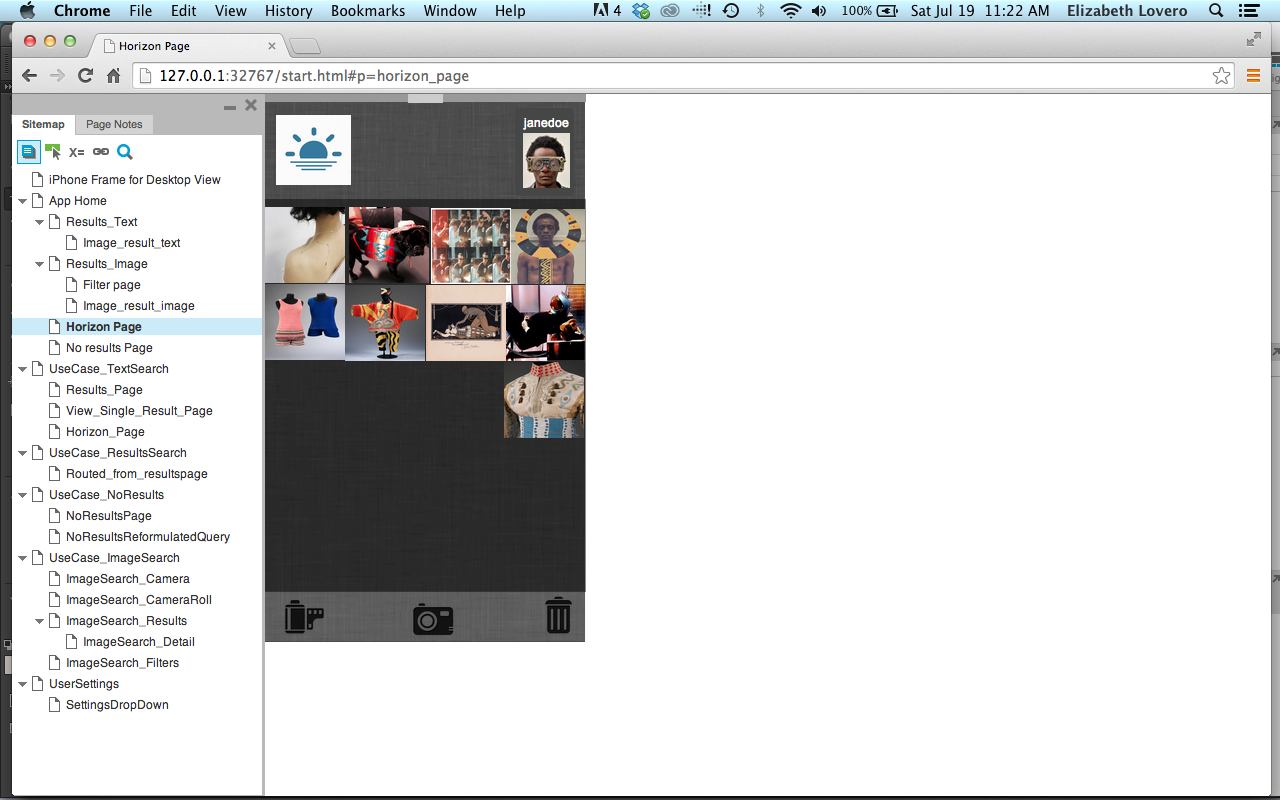 Chrome File Edit View History Bookmarks Window Help 4 100% Sat Jul 19 11:22 AM Elizabeth Lovero
Horizon Page
127.0.0.1:32767/start.html#p=horizon_page
Sitemap Page Notes
X=
iPhone Frame for Desktop View
App Home
Results_Text
Image_result_text
Results_Image
Filter page
Image_result_image
Horizon Page
No results Page
UseCase_TextSearch
Results_Page
View_Single_Result_Page
Horizon_Page
UseCase_ResultsSearch
Routed_from_resultspage
UseCase_NoResults
NoResultsPage
NoResultsReformulatedQuery
UseCase_ImageSearch
ImageSearch_Camera
ImageSearch_CameraRoll
ImageSearch_Results
ImageSearch_Detail
ImageSearch_Filters
UserSettings
SettingsDropDown
janedoe